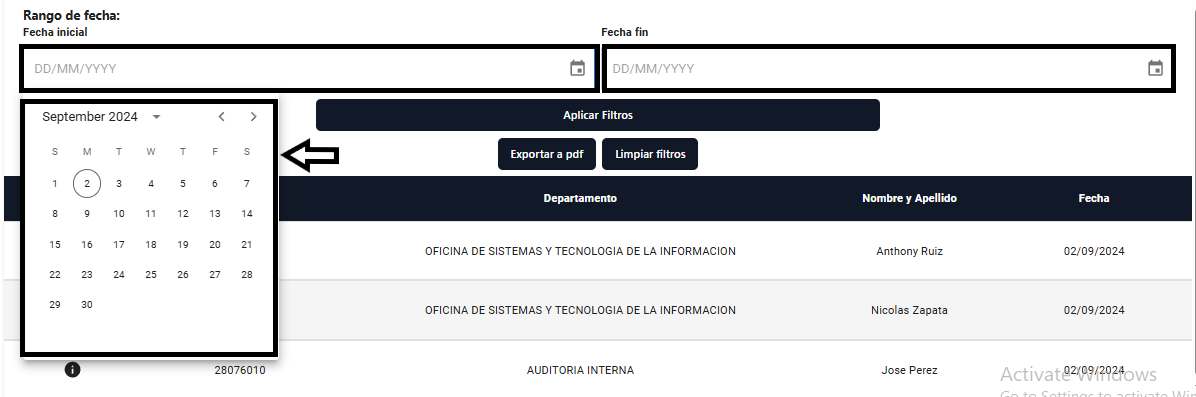 Rango de fecha:
Fecha inicial Fecha fin
DD/MM/YYYY DD/MM/YYYY
September 2024
S M T W T F S
1 2 3 4 5 6 7
8 9 10 11 12 13 14
15 16 17 18 19 20 21
22 23 24 25 26 27 28
29 30
Aplicar Filtros
Exportar a pdf Limpiar filtros
Departamento Nombre y Apellido Fecha
OFICINA DE SISTEMAS Y TECNOLOGIA DE LA INFORMACION Anthony Ruiz 02/09/2024
OFICINA DE SISTEMAS Y TECNOLOGIA DE LA INFORMACION Nicolas Zapata 02/09/2024
28076010 AUDITORIA INTERNA Jose Perez 02/09/2024
Activate Windows
Go to Settings to activate Win